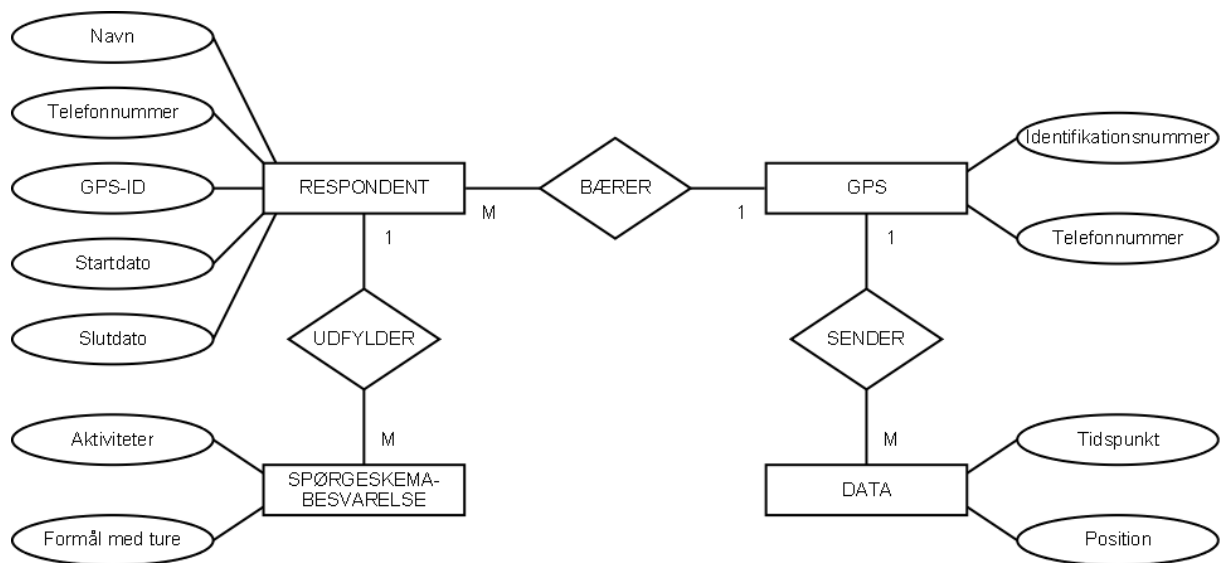 Navn
Telefonnummer
GPS-ID
Startdato
Slutdato
RESPONDENT
M
BÆRER
1
GPS
Identifikationsnummer
Telefonnummer
1
UDFYLDER
M
1
SENDER
M
Aktiviteter
Formål med ture
SPØRGESKEMA-
BESVARELSE
DATA
Tidspunkt
Position